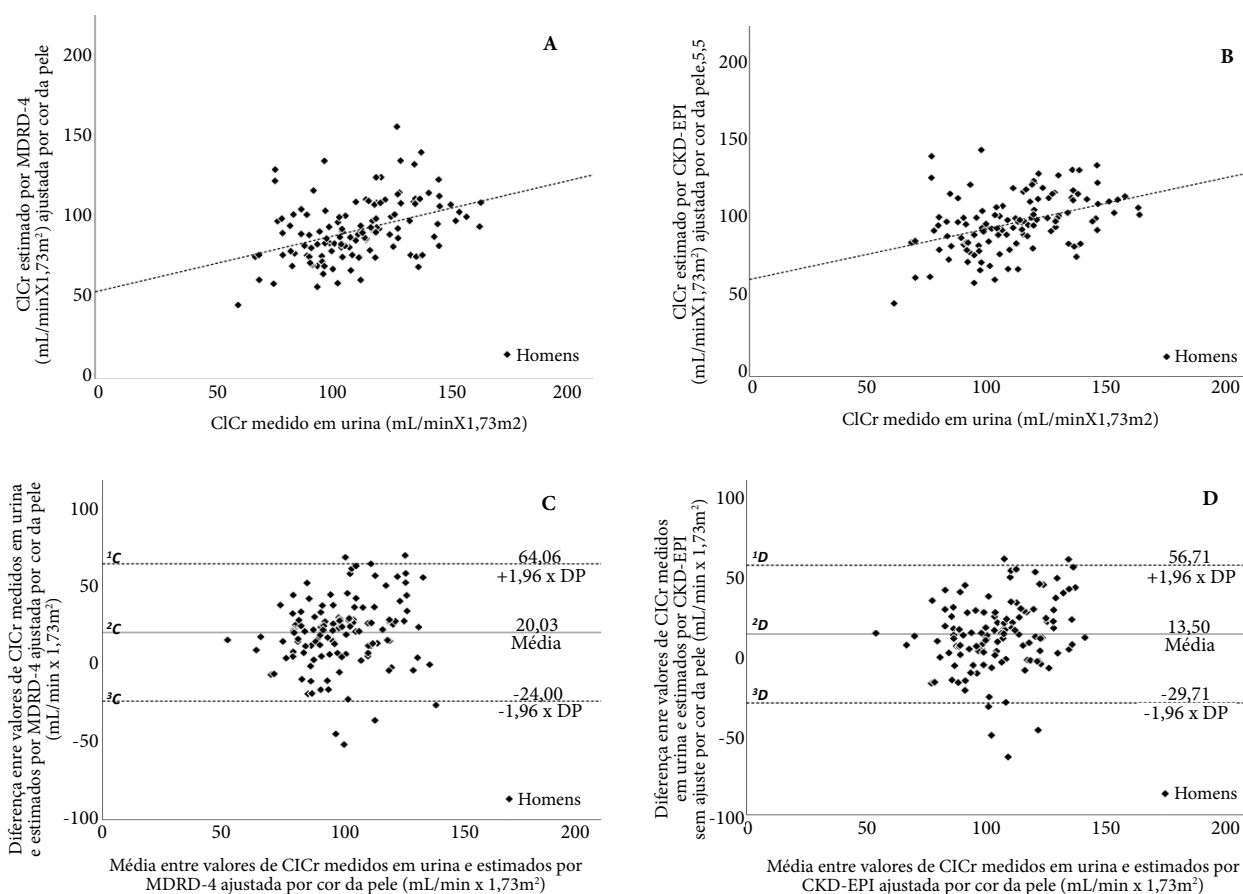 ClCr estimado por MDRD-4
(mL/minX1,73m²) ajustada por cor da pele
200
150
100
50
0
A
Homens
0
50
100
150
200
ClCr medido em urina (mL/minX1,73m2)
ClCr estimado por CKD-EPI
(mL/minX1,73m²) ajustada por cor da pele,5,5
200
150
100
50
0
B
Homens
0
50
100
150
200
ClCr medido em urina (mL/minX1,73m2)
Diferença enre valores de ClCr medidos em urina
e estimados por MDRD-4 ajustada por cor da pele
(mL/min x 1,73m²)
100
50
0
-50
-100
C
¹C
64,06
+1,96 x DP
²C
20,03
Média
³C
-24,00
-1,96 x DP
Homens
0
50
100
150
200
Média entre valores de CICr medidos em urina e estimados por
MDRD-4 ajustada por cor da pele (mL/min x 1,73m²)
Diferença enre valores de CICr medidos
em urina e estimados por CKD-EPI
sem ajuste por cor da pele (mL/min x 1,73m²)
100
50
0
-50
-100
D
¹D
56,71
+1,96 x DP
²D
13,50
Média
³D
-29,71
-1,96 x DP
Homens
0
50
100
150
200
Média entre valores de CICr medidos em urina e estimados por
CKD-EPI ajustada por cor da pele (mL/min x 1,73m²)